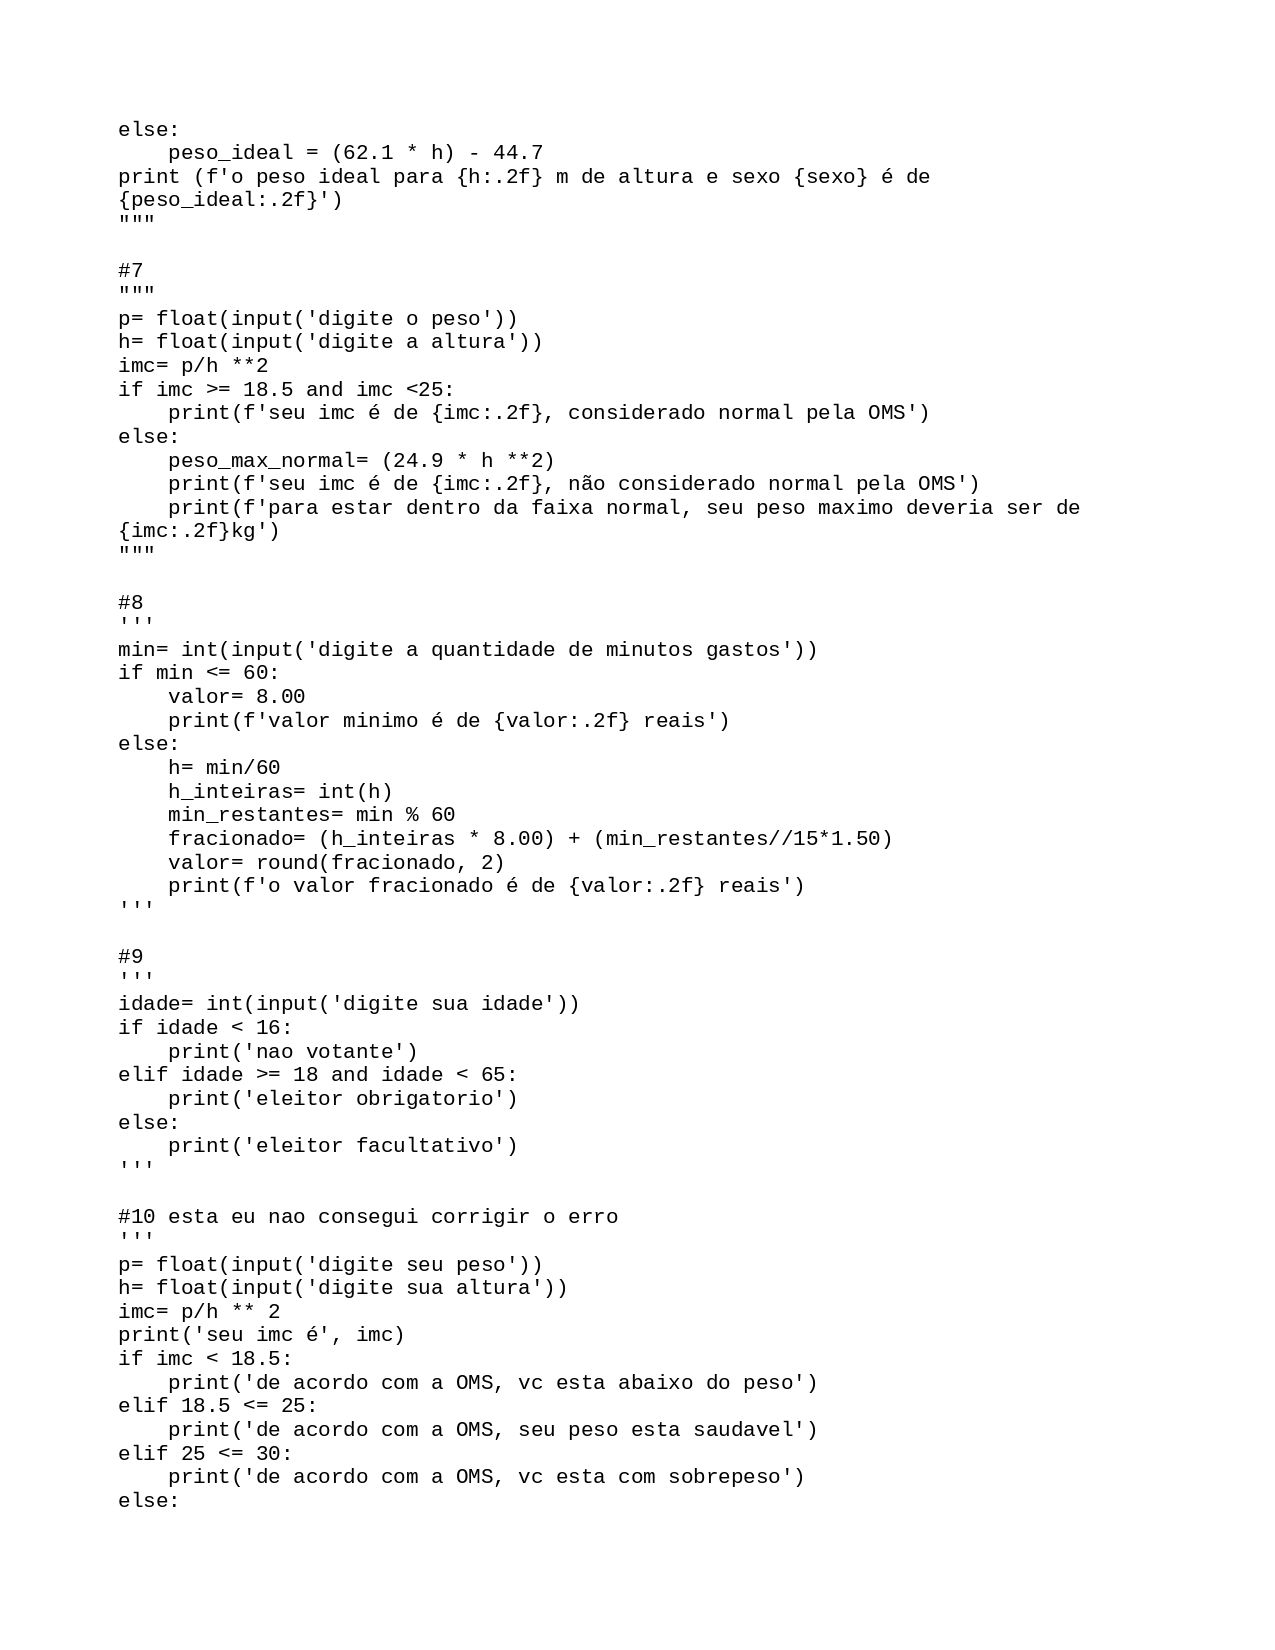 else:
    peso_ideal = (62.1 * h) - 44.7
print (f'o peso ideal para {h:.2f} m de altura e sexo {sexo} é de
{peso_ideal:.2f}')
"""

#7
"""
p= float(input('digite o peso'))
h= float(input('digite a altura'))
imc= p/h **2
if imc >= 18.5 and imc <25:
    print(f'seu imc é de {imc:.2f}, considerado normal pela OMS')
else:
    peso_max_normal= (24.9 * h **2)
    print(f'seu imc é de {imc:.2f}, não considerado normal pela OMS')
    print(f'para estar dentro da faixa normal, seu peso maximo deveria ser de
{imc:.2f}kg')
"""

#8
'''
min= int(input('digite a quantidade de minutos gastos'))
if min <= 60:
    valor= 8.00
    print(f'valor minimo é de {valor:.2f} reais')
else:
    h= min/60
    h_inteiras= int(h)
    min_restantes= min % 60
    fracionado= (h_inteiras * 8.00) + (min_restantes//15*1.50)
    valor= round(fracionado, 2)
    print(f'o valor fracionado é de {valor:.2f} reais')
'''

#9
'''
idade= int(input('digite sua idade'))
if idade < 16:
    print('nao votante')
elif idade >= 18 and idade < 65:
    print('eleitor obrigatorio')
else:
    print('eleitor facultativo')
'''

#10 esta eu nao consegui corrigir o erro
'''
p= float(input('digite seu peso'))
h= float(input('digite sua altura'))
imc= p/h ** 2
print('seu imc é', imc)
if imc < 18.5:
    print('de acordo com a OMS, vc esta abaixo do peso')
elif 18.5 <= 25:
    print('de acordo com a OMS, seu peso esta saudavel')
elif 25 <= 30:
    print('de acordo com a OMS, vc esta com sobrepeso')
else: